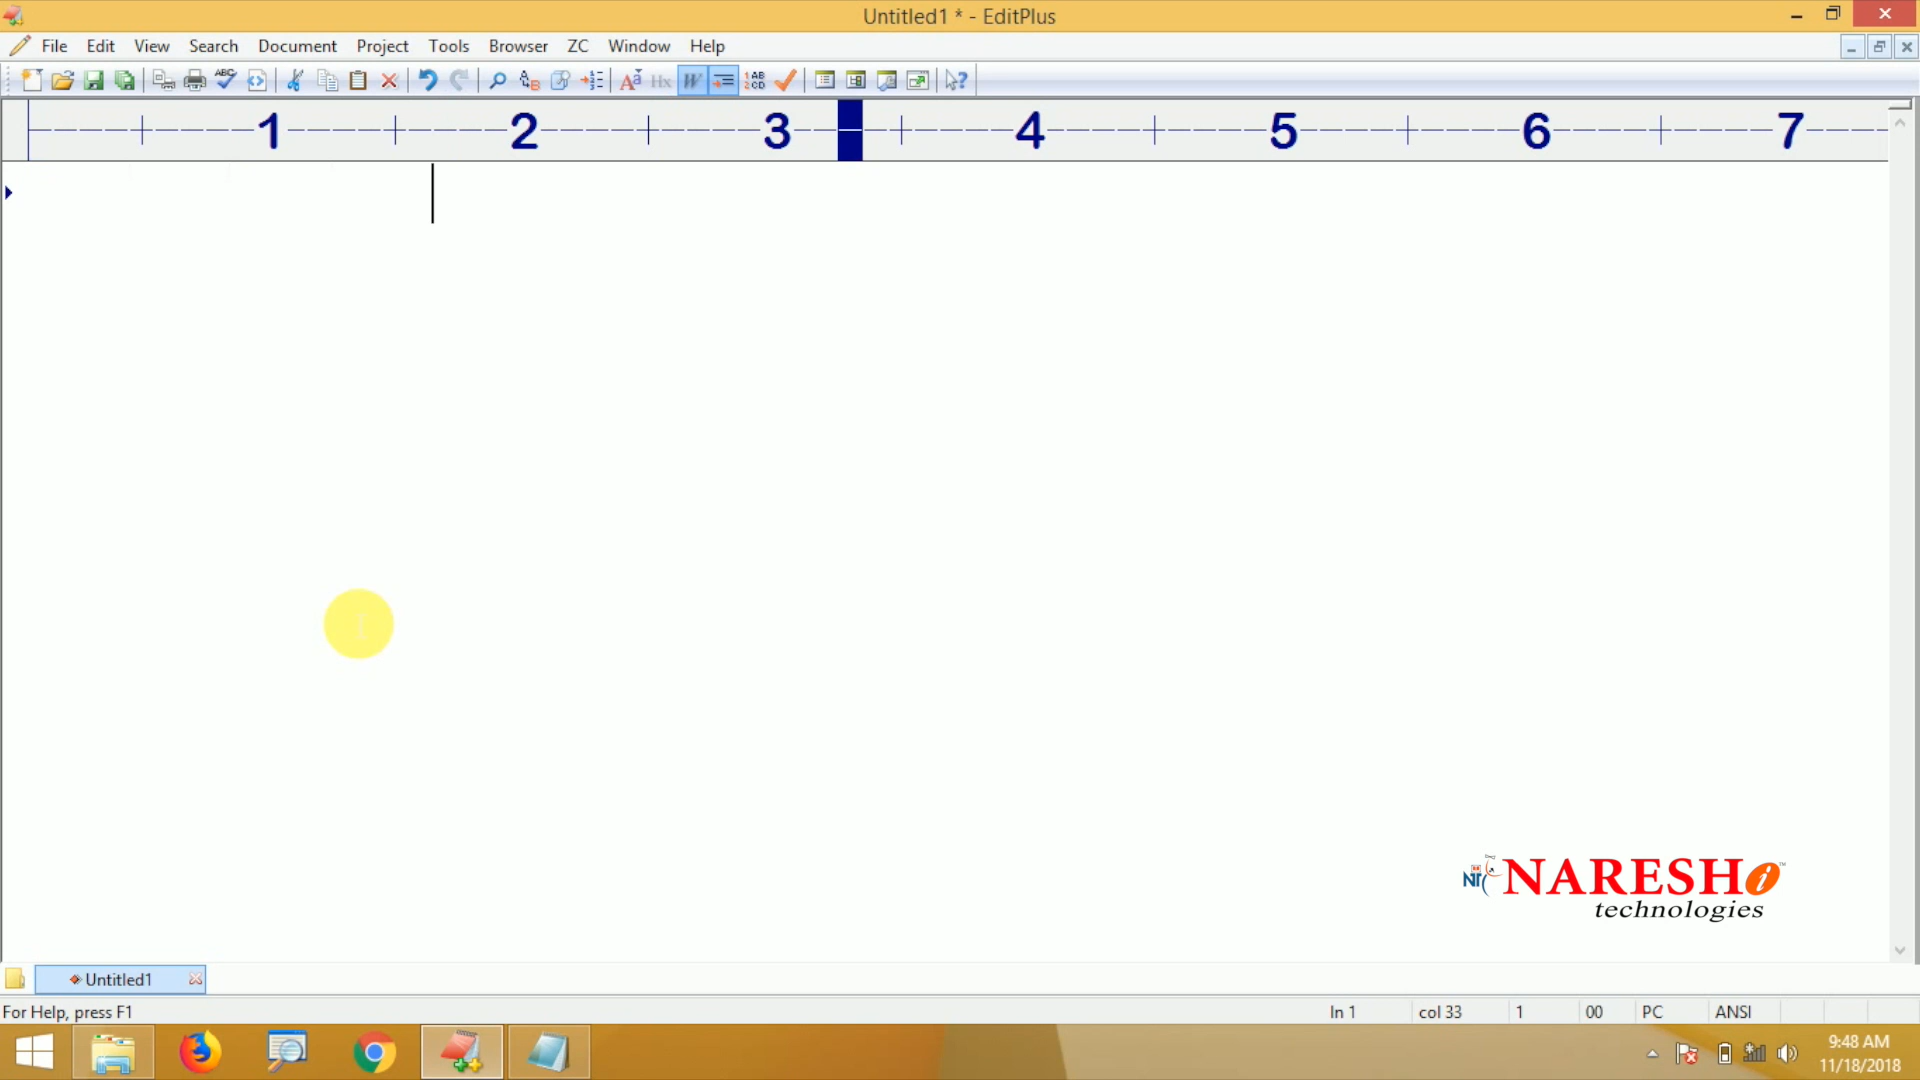 Untitled1 * - EditPlus
File Edit View Search Document Project Tools Browser ZC Window Help
1 2 3 4 5 6 7
NARESHi
technologies
Untitled1
For Help, press F1 ln 1 col 33 1 00 PC ANSI
9:48 AM
11/18/2018